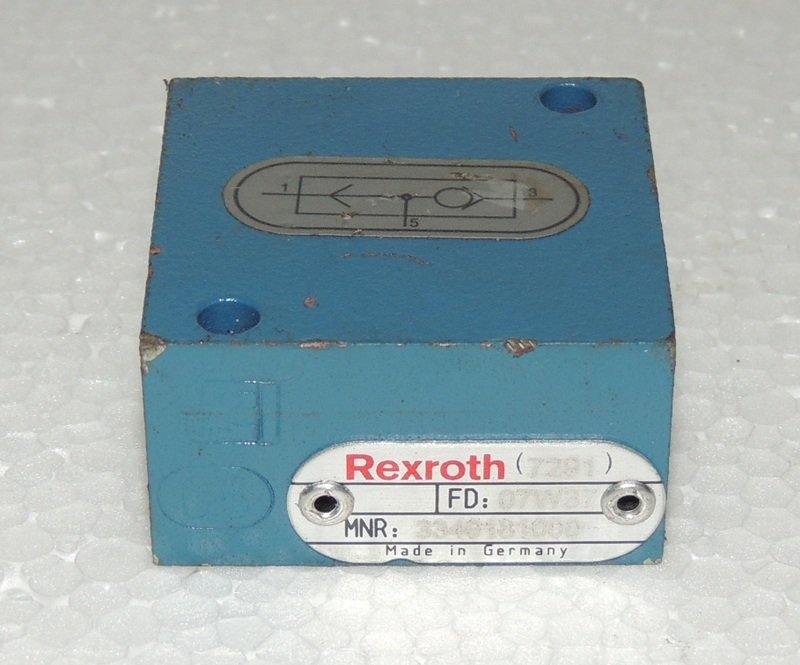 1 3
5
Rexroth (7291)
FD: 07W37
MNR:
Made in Germany